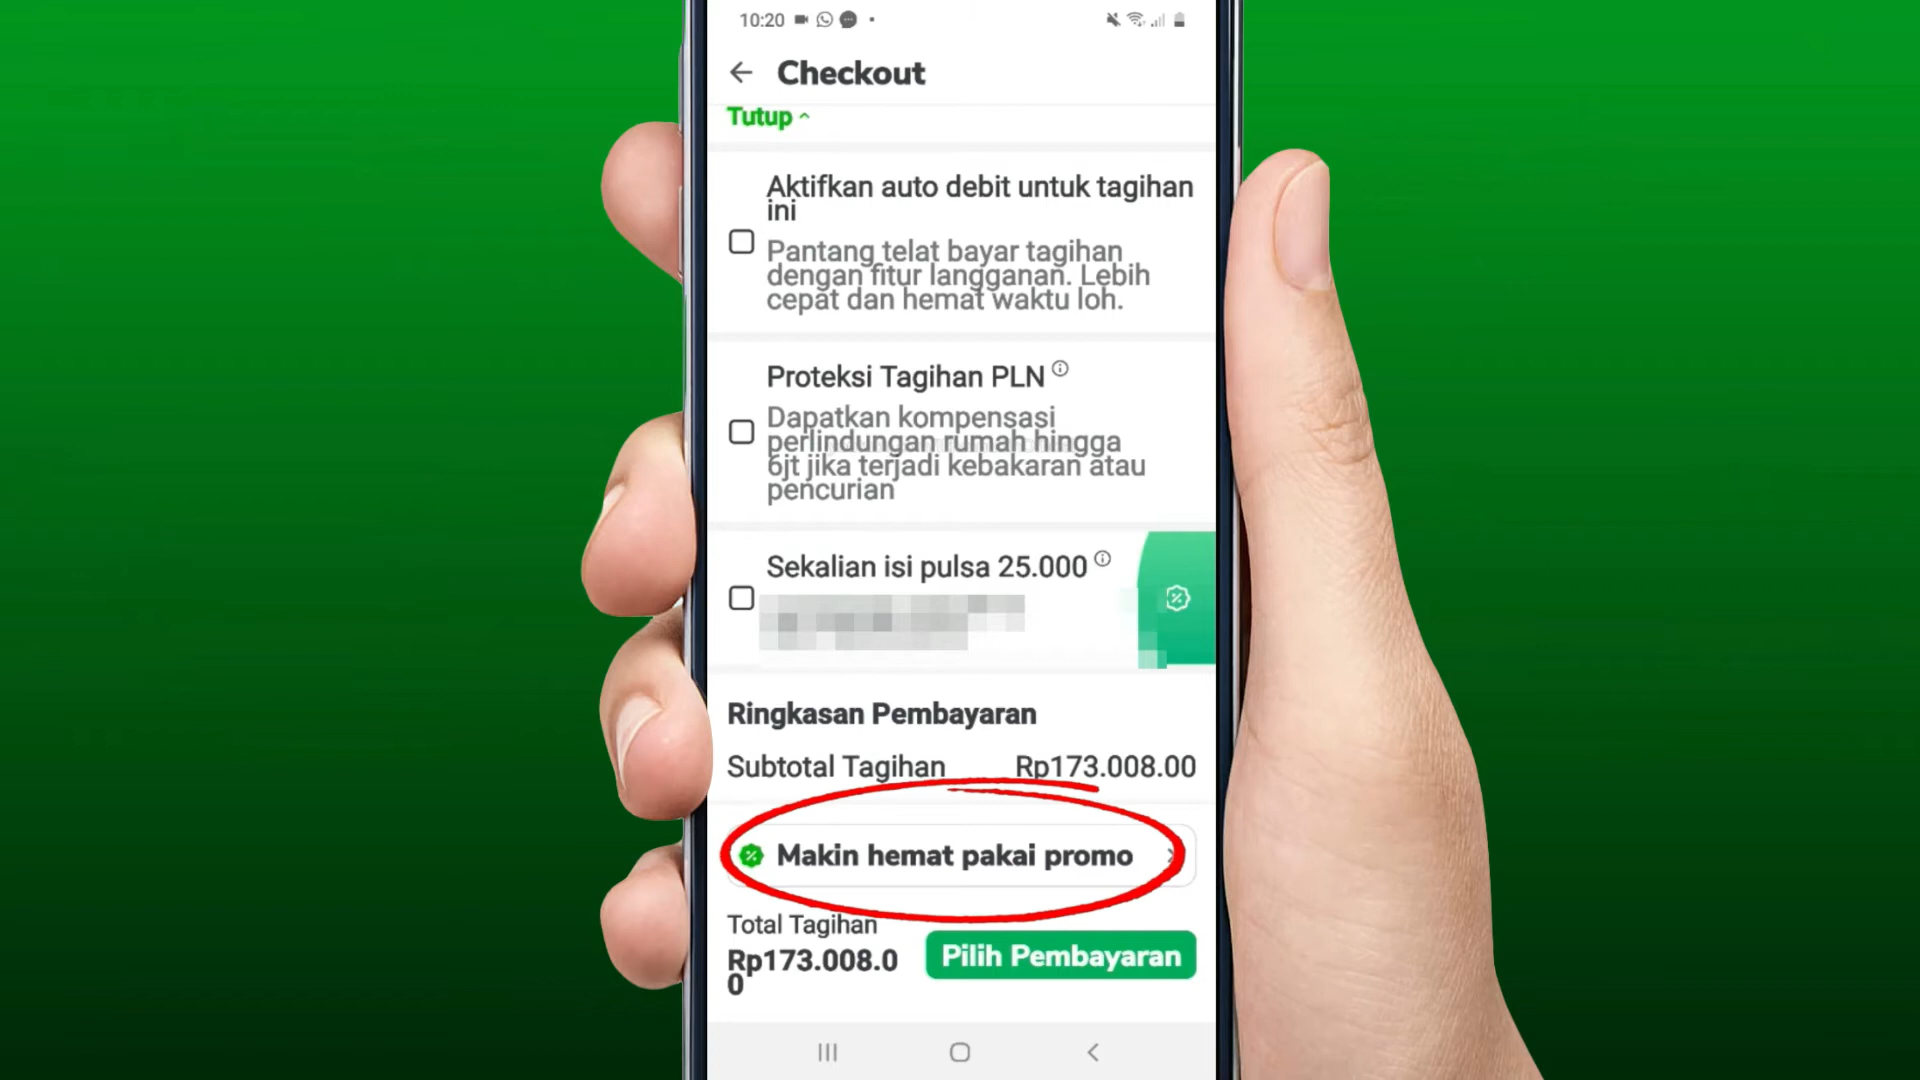 10:20
Checkout
Tutup
Aktifkan auto debit untuk tagihan
ini
Pantang telat bayar tagihan
dengan fitur langganan. Lebih
cepat dan hemat waktu loh.
Proteksi Tagihan PLN
Dapatkan kompensasi
perlindungan rumah hingga
6jt jika terjadi kebakaran atau
pencurian
Sekalian isi pulsa 25.000
Ringkasan Pembayaran
Subtotal Tagihan Rp173.008.00
Makin hemat pakai promo
Total Tagihan
Rp173.008.0
0
Pilih Pembayaran